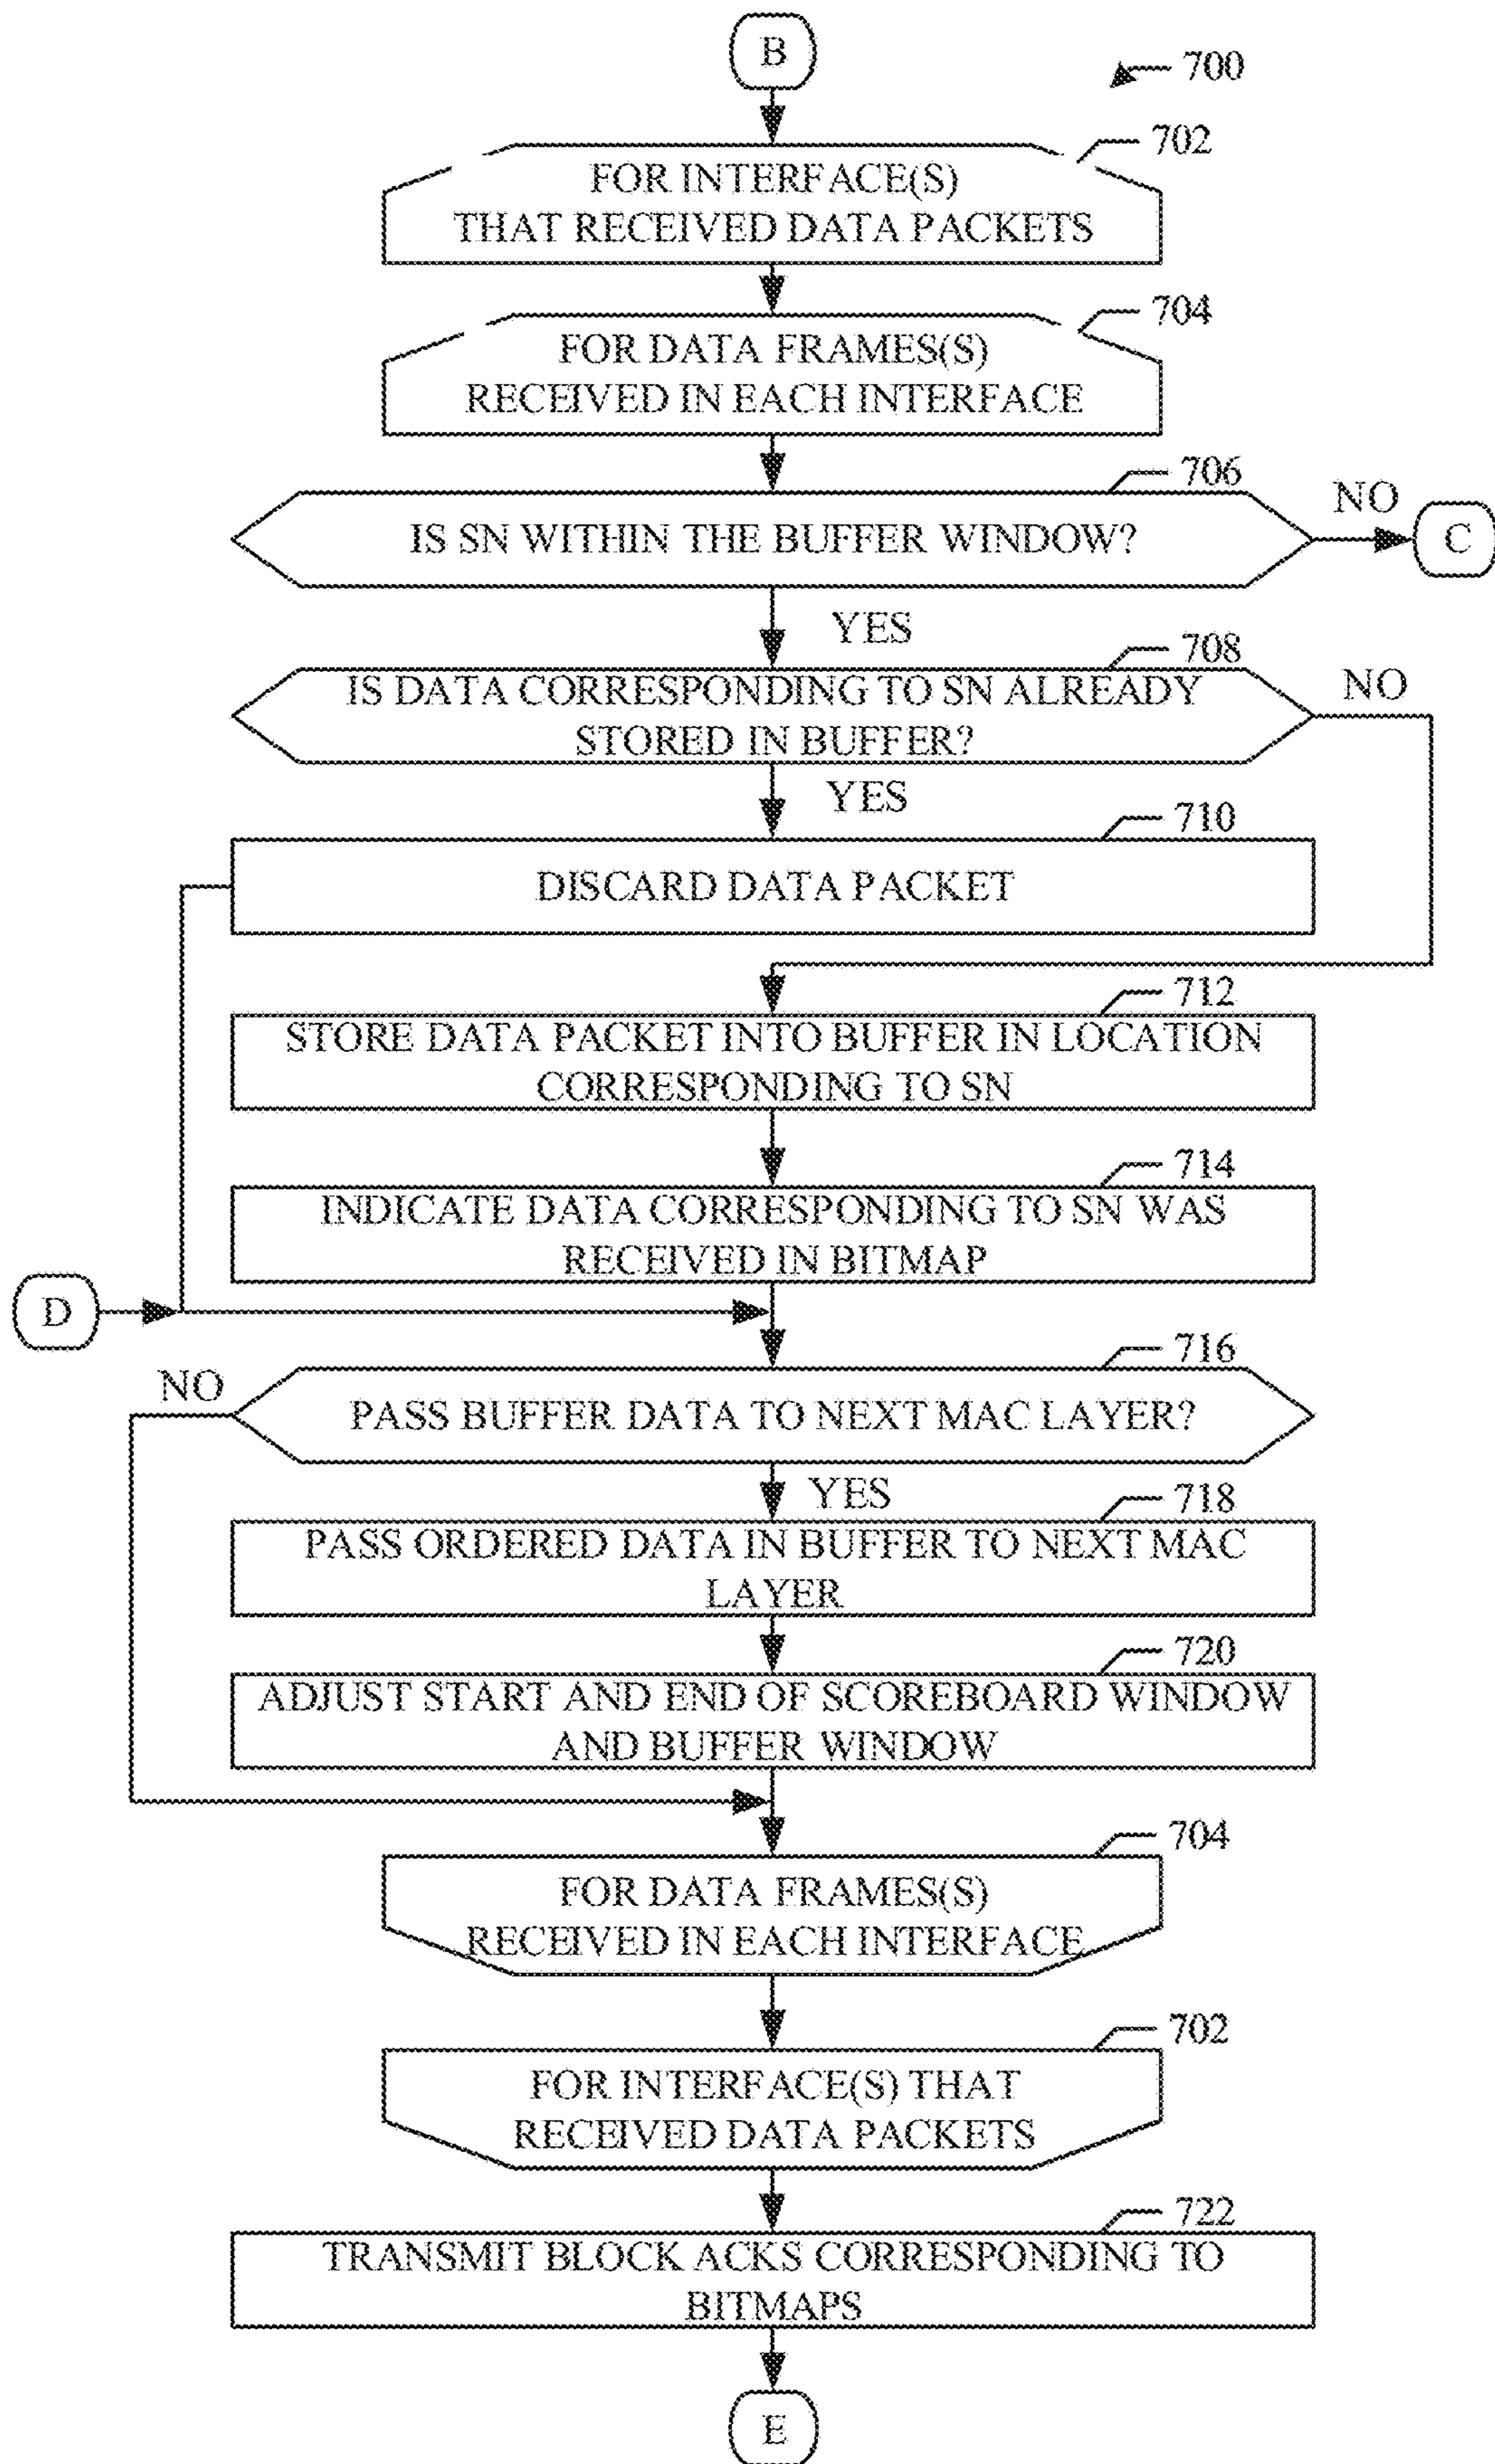 B
700
702
FOR INTERFACE(S)
THAT RECEIVED DATA PACKETS
704
FOR DATA FRAMES(S)
RECEIVED IN EACH INTERFACE
706
NO
IS SN WITHIN THE BUFFER WINDOW?
C
YES
708
IS DATA CORRESPONDING TO SN ALREADY
STORED IN BUFFER?
NO
YES
710
DISCARD DATA PACKET
712
STORE DATA PACKET INTO BUFFER IN LOCATION
CORRESPONDING TO SN
714
INDICATE DATA CORRESPONDING TO SN WAS
RECEIVED IN BITMAP
D
716
NO
PASS BUFFER DATA TO NEXT MAC LAYER?
YES
718
PASS ORDERED DATA IN BUFFER TO NEXT MAC
LAYER
720
ADJUST START AND END OF SCOREBOARD WINDOW
AND BUFFER WINDOW
704
FOR DATA FRAMES(S)
RECEIVED IN EACH INTERFACE
702
FOR INTERFACE(S) THAT
RECEIVED DATA PACKETS
722
TRANSMIT BLOCK ACKS CORRESPONDING TO
BITMAPS
E